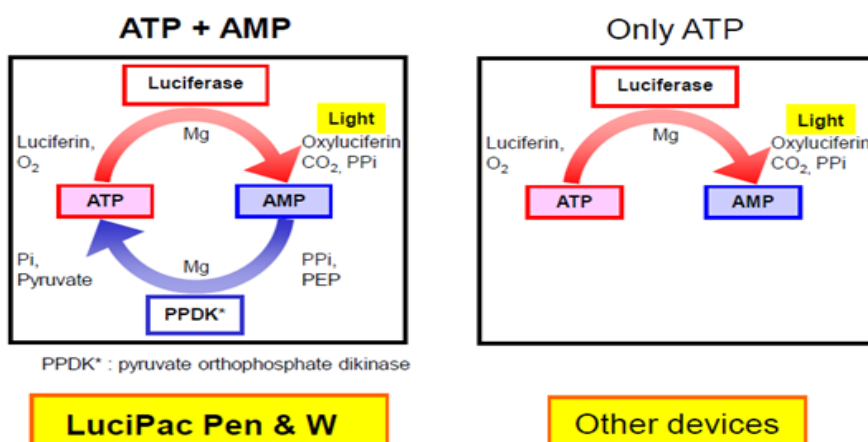 ATP + AMP
Luciferase
Light
Mg
Luciferin,
O₂
Oxyluciferin
CO₂, PPi
ATP
AMP
Pi,
Pyruvate
Mg
PPi,
PEP
PPDK*
PPDK* : pyruvate orthophosphate dikinase
LuciPac Pen & W
Only ATP
Luciferase
Light
Mg
Luciferin,
O₂
Oxyluciferin
CO₂, PPi
ATP
AMP
Other devices